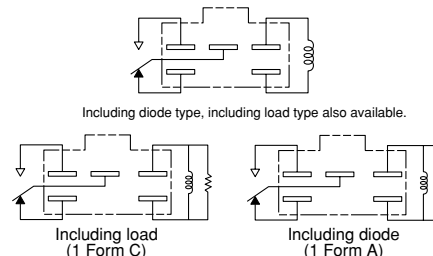 Including diode type, including load type also available.
Including load
(1 Form C)
Including diode
(1 Form A)